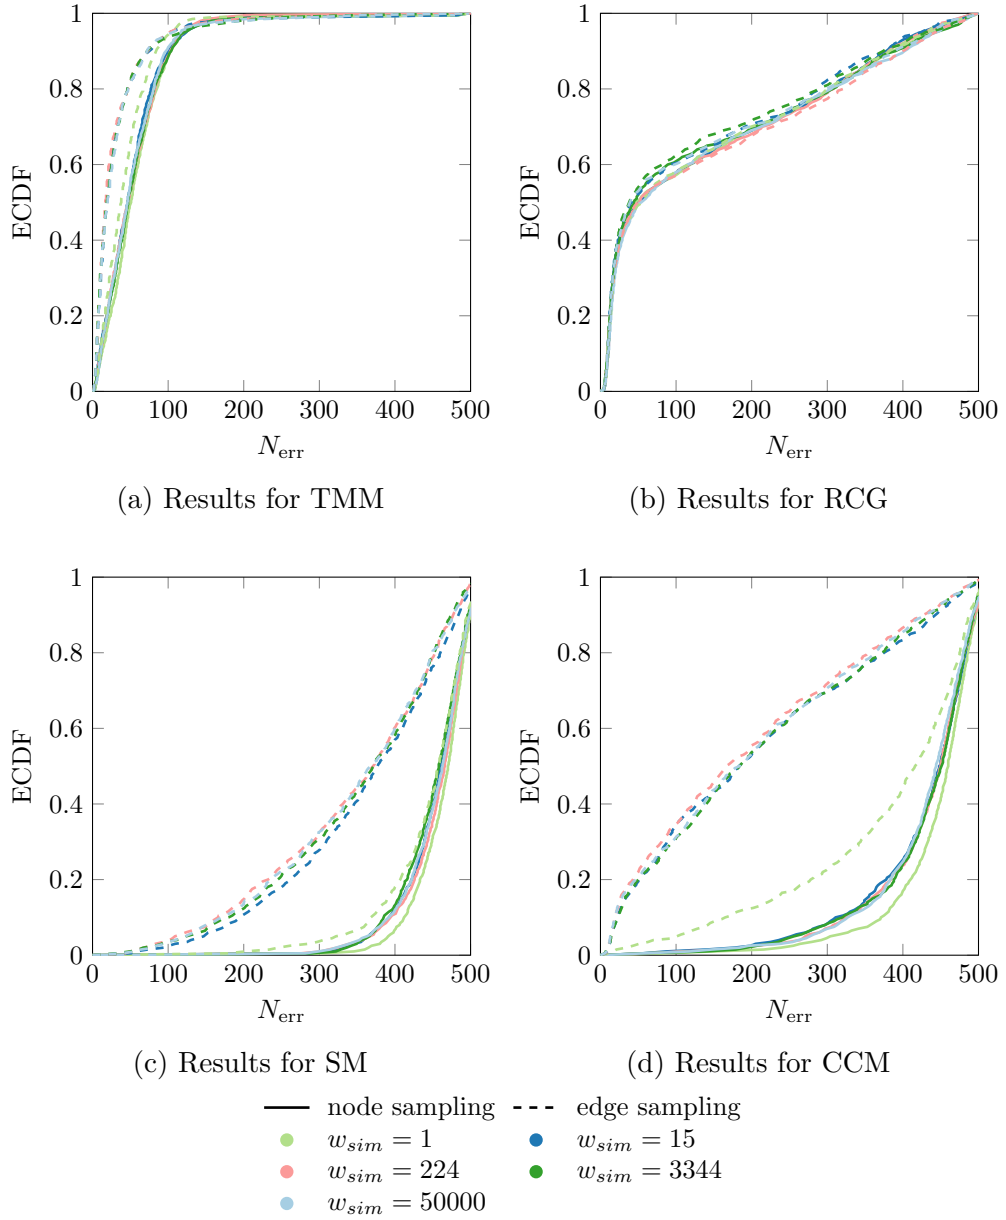 1
0.8
0.6
0.4
0.2
0
ECDF
0 100 200 300 400 500
N_err
(a) Results for TMM
1
0.8
0.6
0.4
0.2
0
ECDF
0 100 200 300 400 500
N_err
(b) Results for RCG
1
0.8
0.6
0.4
0.2
0
ECDF
0 100 200 300 400 500
N_err
(c) Results for SM
1
0.8
0.6
0.4
0.2
0
ECDF
0 100 200 300 400 500
N_err
(d) Results for CCM
node sampling edge sampling
w_sim = 1 w_sim = 15
w_sim = 224 w_sim = 3344
w_sim = 50000